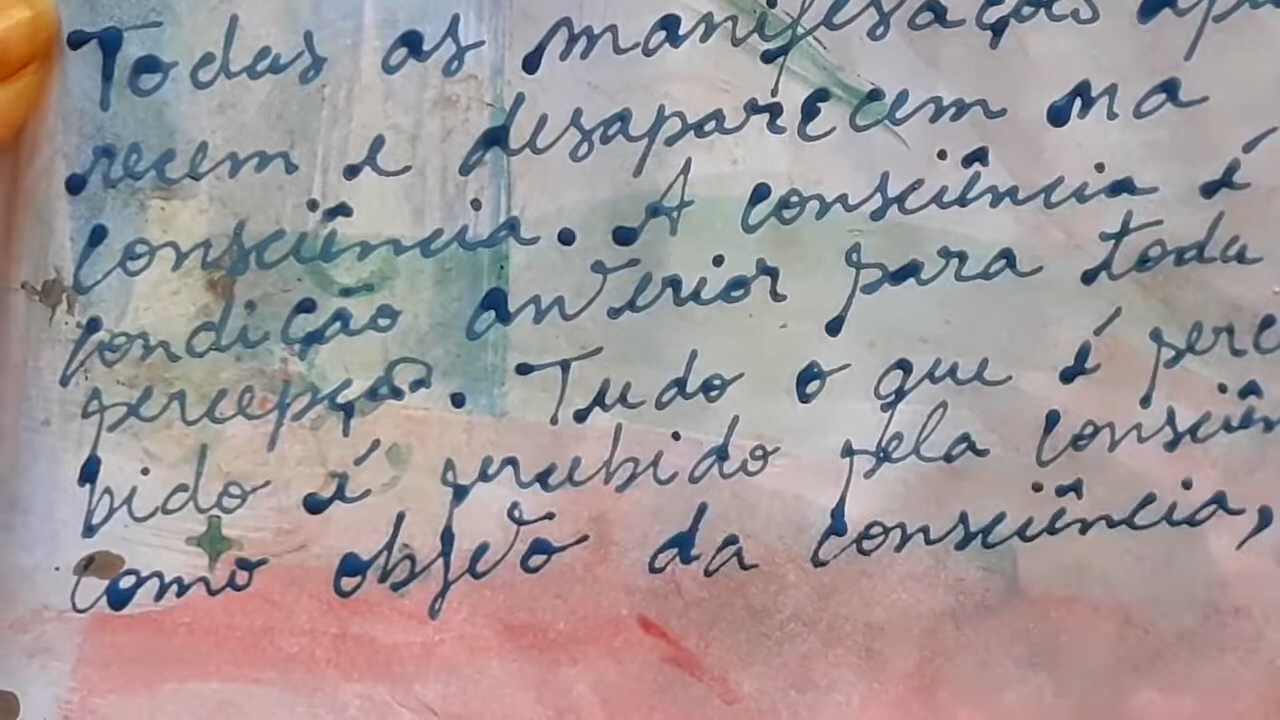 Todas as manifesações apa
recem e desaparecem na
consciência. A consciência é
condição anterior para toda
percepção. Tudo o que é perce
bido é percebido pela consciên
como objeto da consciência,